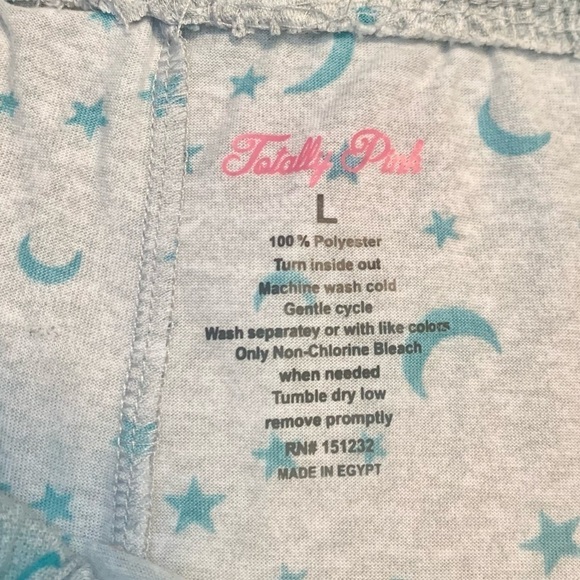 Totally Pink
L
100 % Polyester
Turn inside out
Machine wash cold
Gentle cycle
Wash separatey or with like colors
Only Non-Chlorine Bleach
when needed
Tumble dry low
remove promptly
RN# 151232
MADE IN EGYPT